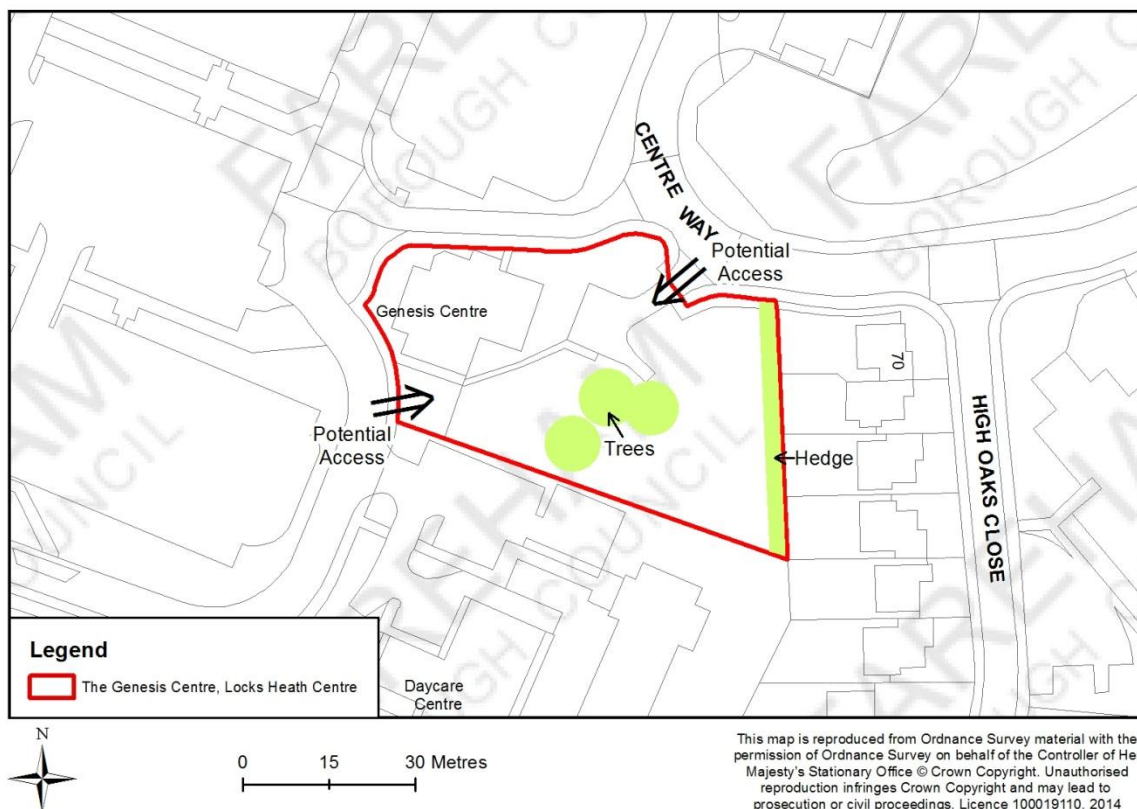 FAREHAM
BOROUGH COUNCIL
CENTRE WAY
Potential
Access
Genesis Centre
70
Potential
Access
Trees
Hedge
HIGH OAKS CLOSE
Legend
The Genesis Centre, Locks Heath Centre
Daycare
Centre
N
0 15 30 Metres
This map is reproduced from Ordnance Survey material with the
permission of Ordnance Survey on behalf of the Controller of He
Majesty's Stationary Office © Crown Copyright. Unauthorised
reproduction infringes Crown Copyright and may lead to
prosecution or civil proceedings. Licence 100019110. 2014